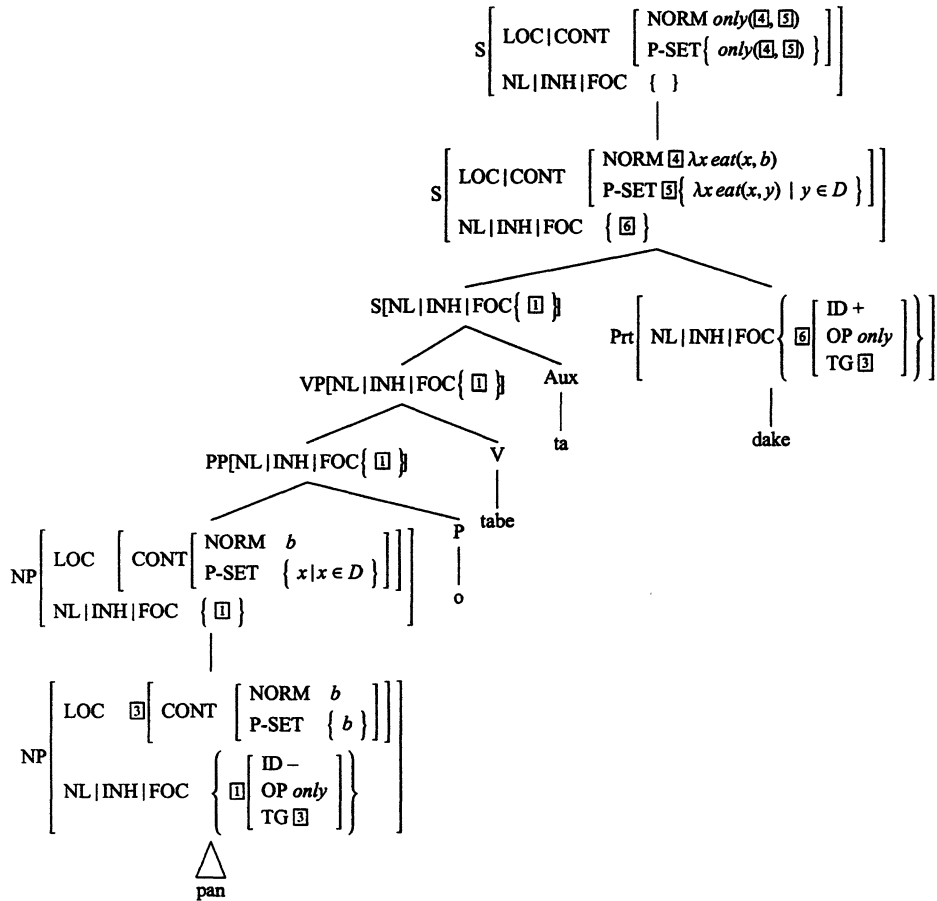 S[ LOC|CONT [ NORM only(4, 5)
P-SET{ only(4, 5) } ] ]
NL|INH|FOC { }
S[ LOC|CONT [ NORM 4 λx eat(x, b)
P-SET 5 { λx eat(x, y) | y ∈ D } ] ]
NL|INH|FOC { 6 }
S[NL|INH|FOC{ 1 }]
Prt[ NL|INH|FOC { 6 [ ID +
OP only
TG 3 ] } ]
VP[NL|INH|FOC{ 1 }]
Aux
ta
dake
PP[NL|INH|FOC{ 1 }]
V
tabe
NP[ LOC [ CONT [ NORM b
P-SET { x|x ∈ D } ] ] ]
NL|INH|FOC { 1 }
P
o
NP[ LOC 3 [ CONT [ NORM b
P-SET { b } ] ] ]
NL|INH|FOC { 1 [ ID –
OP only
TG 3 ] }
pan